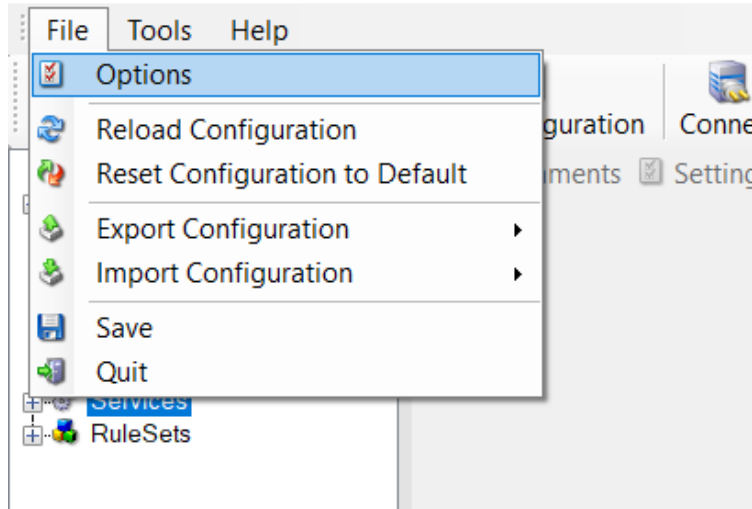 File Tools Help
Options
Reload Configuration
guration Conne
Reset Configuration to Default
ments Setting
Export Configuration
Import Configuration
Save
Quit
Services
RuleSets